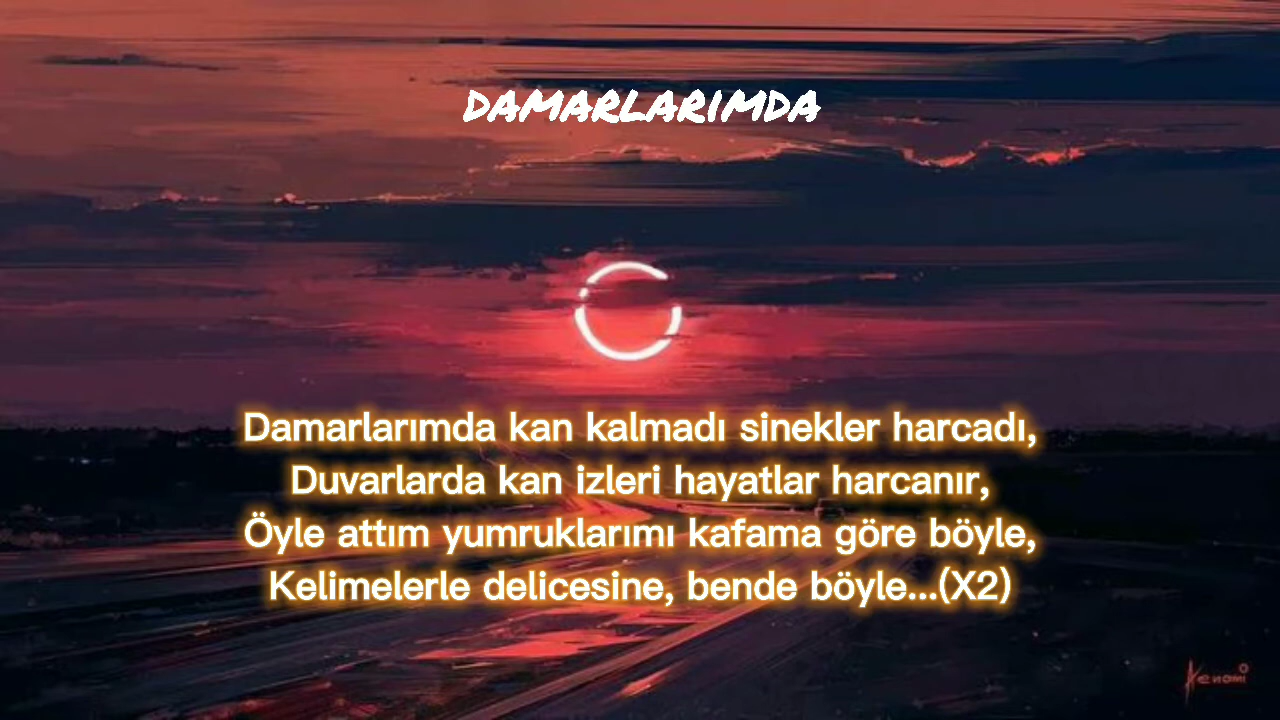 DAMARLARIMDA
Damarlarımda kan kalmadı sinekler harcadı,
Duvarlarda kan izleri hayatlar harcanır,
Öyle attım yumruklarımı kafama göre böyle,
Kelimelerle delicesine, bende böyle...(X2)